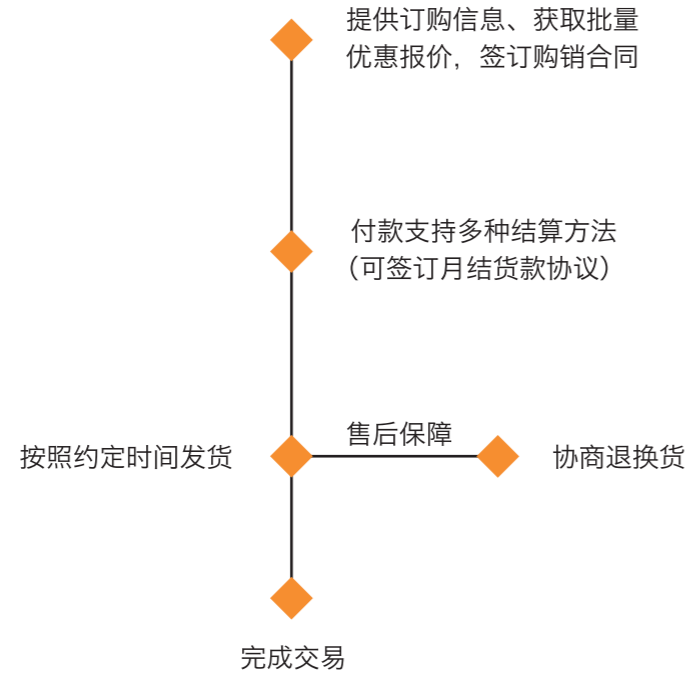 提供订购信息、获取批量
优惠报价，签订购销合同
付款支持多种结算方法
（可签订月结货款协议）
售后保障
按照约定时间发货
协商退换货
完成交易